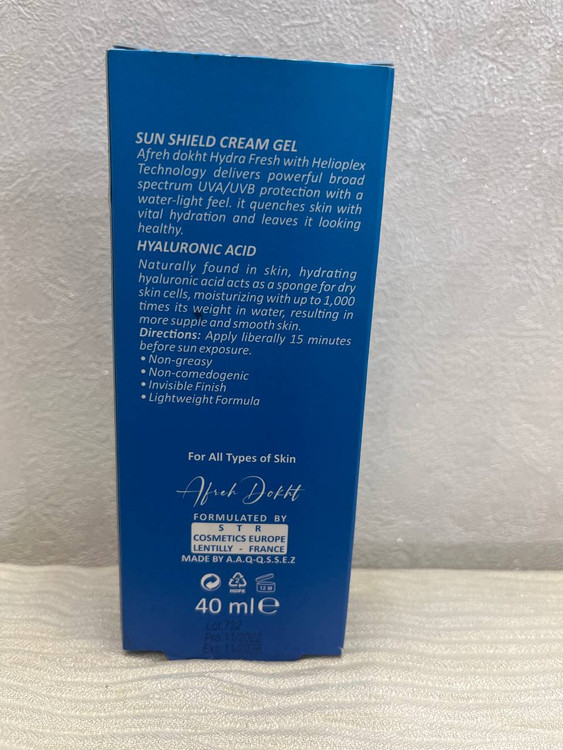 SUN SHIELD CREAM GEL
Afreh dokht Hydra Fresh with Helioplex
Technology delivers powerful broad
spectrum UVA/UVB protection with a
water-light feel. it quenches skin with
vital hydration and leaves it looking
healthy.
HYALURONIC ACID
Naturally found in skin, hydrating
hyaluronic acid acts as a sponge for dry
skin cells, moisturizing with up to 1,000
times its weight in water, resulting in
more supple and smooth skin.
Directions: Apply liberally 15 minutes
before sun exposure.
• Non-greasy
• Non-comedogenic
• Invisible Finish
• Lightweight Formula
For All Types of Skin
Afreh Dokht
FORMULATED BY
S T R
COSMETICS EUROPE
LENTILLY - FRANCE
MADE BY A.A.Q-Q.S.S.E.Z
HDPE
12 M
40 ml e
Lot:
Pro:
Exp: